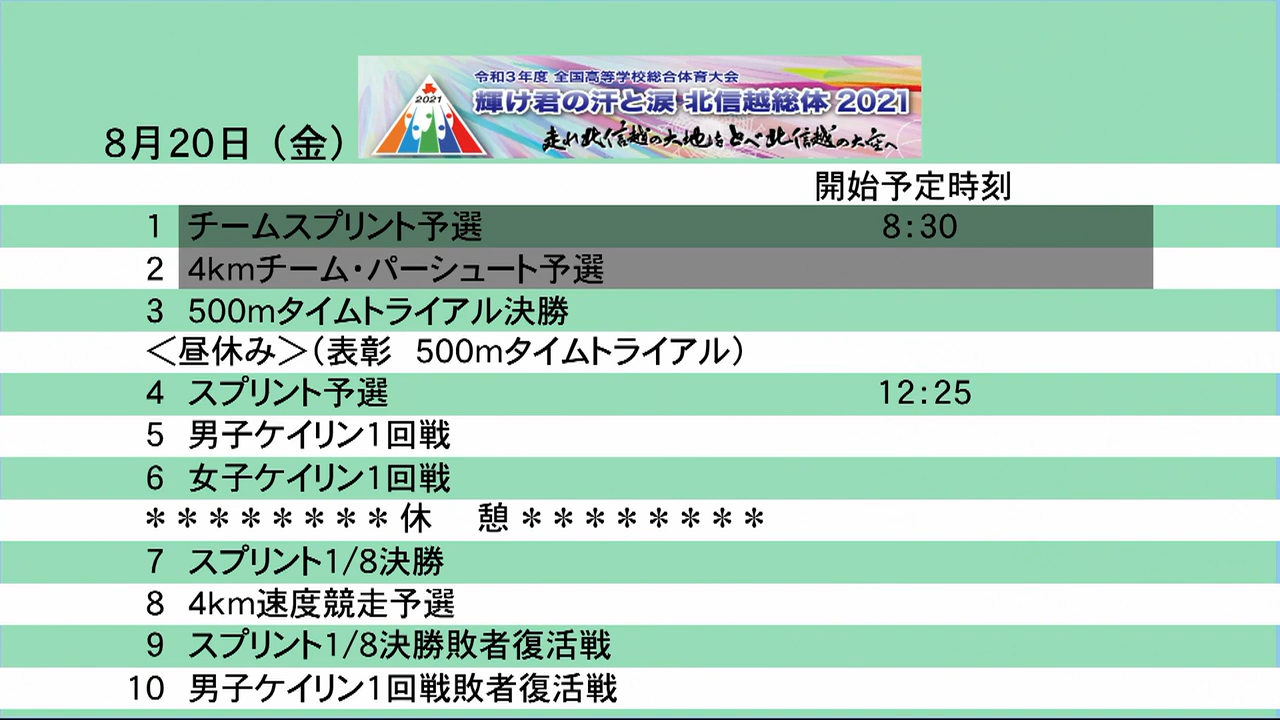 令和3年度 全国高等学校総合体育大会
2021
輝け君の汗と涙 北信越総体 2021
走れ北信越の大地を とべ北信越の大空へ
8月20日（金）
開始予定時刻
1 チームスプリント予選 8：30
2 4kmチーム・パーシュート予選
3 500mタイムトライアル決勝
＜昼休み＞（表彰　500mタイムトライアル）
4 スプリント予選 12：25
5 男子ケイリン1回戦
6 女子ケイリン1回戦
＊＊＊＊＊＊＊＊休　憩＊＊＊＊＊＊＊＊
7 スプリント1/8決勝
8 4km速度競走予選
9 スプリント1/8決勝敗者復活戦
10 男子ケイリン1回戦敗者復活戦